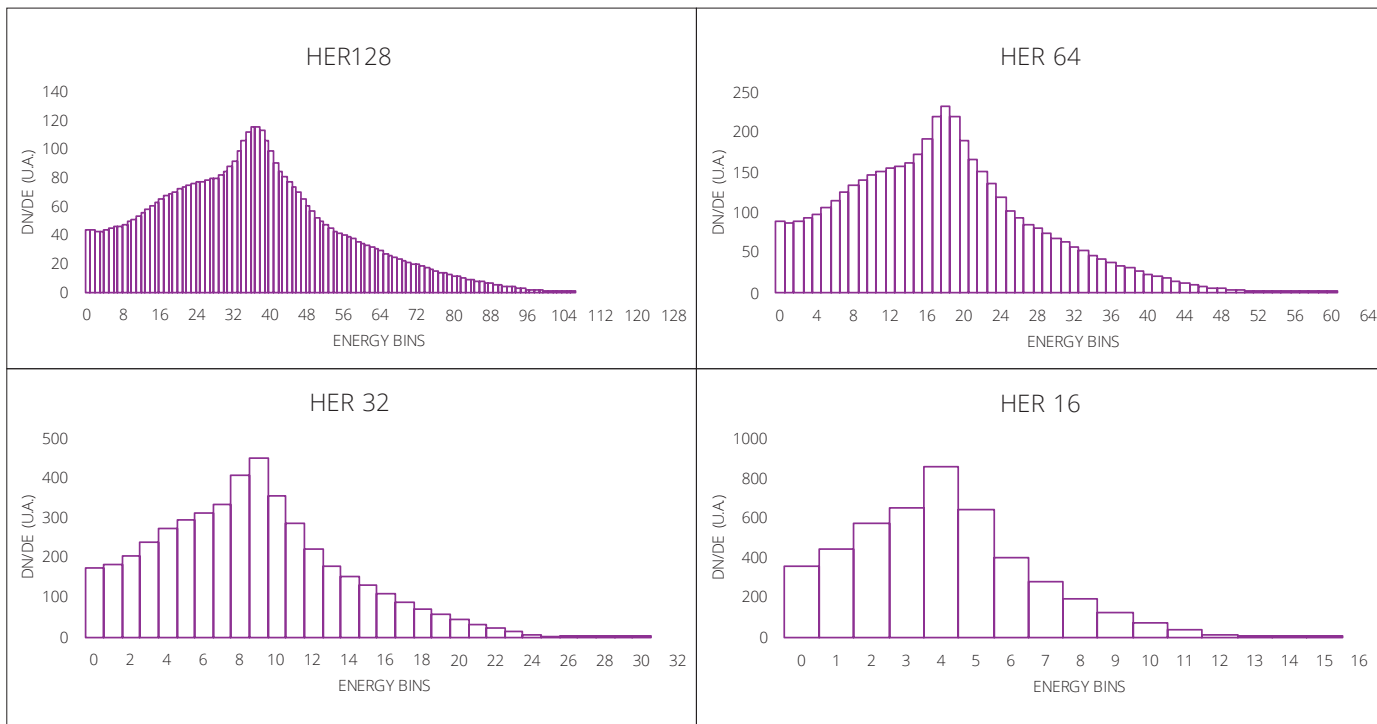 HER128
140
120
100
80
60
40
20
0
DN/DE (U.A.)
0 8 16 24 32 40 48 56 64 72 80 88 96 104 112 120 128
ENERGY BINS
HER 64
250
200
150
100
50
0
DN/DE (U.A.)
0 4 8 12 16 20 24 28 32 36 40 44 48 52 56 60 64
ENERGY BINS
HER 32
500
400
300
200
100
0
DN/DE (U.A.)
0 2 4 6 8 10 12 14 16 18 20 22 24 26 28 30 32
ENERGY BINS
HER 16
1000
800
600
400
200
0
DN/DE (U.A.)
0 1 2 3 4 5 6 7 8 9 10 11 12 13 14 15 16
ENERGY BINS